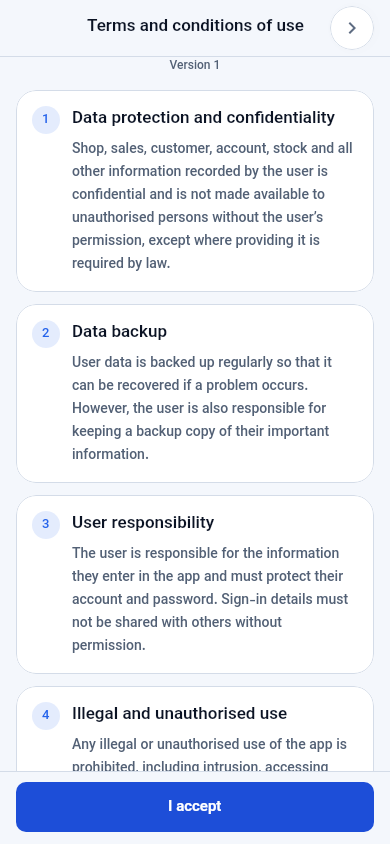 Terms and conditions of use
Version 1
1
Data protection and confidentiality
Shop, sales, customer, account, stock and all
other information recorded by the user is
confidential and is not made available to
unauthorised persons without the user’s
permission, except where providing it is
required by law.
2
Data backup
User data is backed up regularly so that it
can be recovered if a problem occurs.
However, the user is also responsible for
keeping a backup copy of their important
information.
3
User responsibility
The user is responsible for the information
they enter in the app and must protect their
account and password. Sign-in details must
not be shared with others without
permission.
4
Illegal and unauthorised use
Any illegal or unauthorised use of the app is
prohibited, including intrusion, accessing
I accept